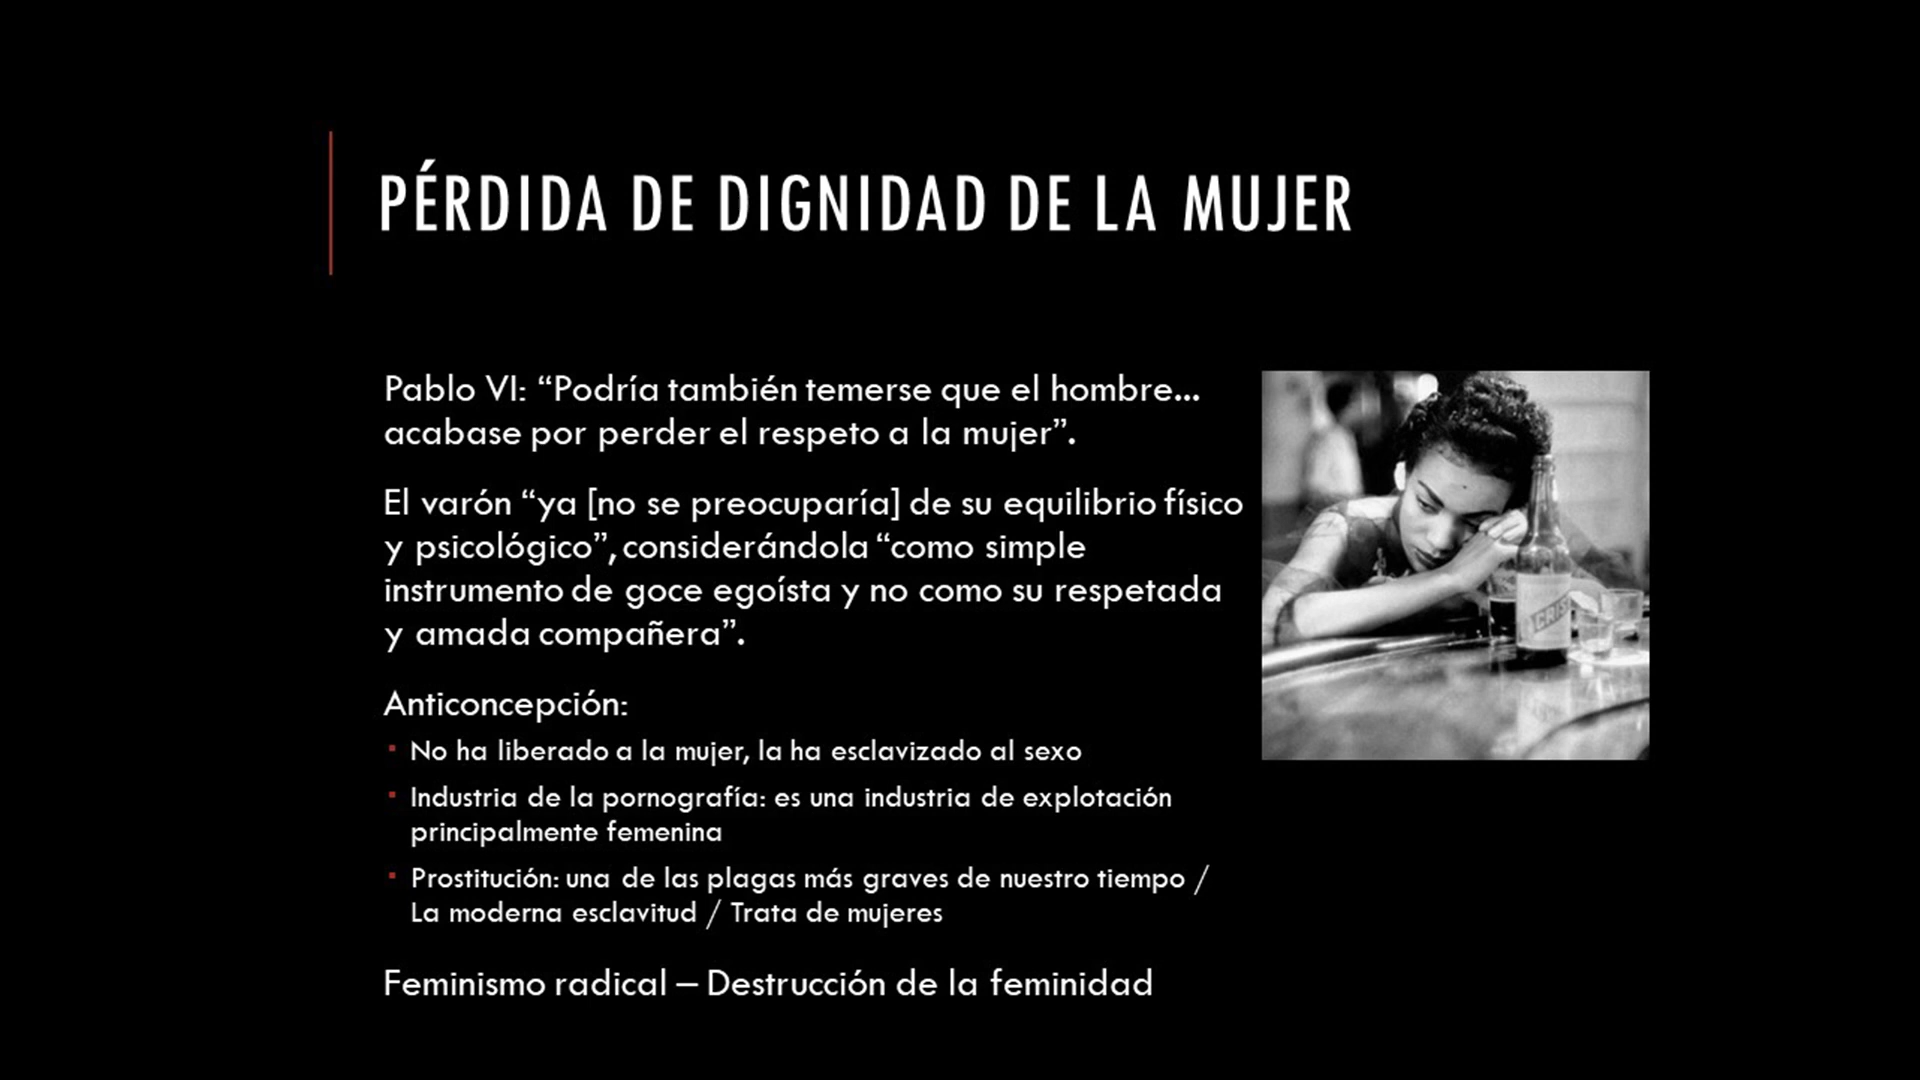 PÉRDIDA DE DIGNIDAD DE LA MUJER
Pablo VI: “Podría también temerse que el hombre...
acabase por perder el respeto a la mujer”.
El varón “ya [no se preocuparía] de su equilibrio físico
y psicológico”, considerándola “como simple
instrumento de goce egoísta y no como su respetada
y amada compañera”.
Anticoncepción:
▪ No ha liberado a la mujer, la ha esclavizado al sexo
▪ Industria de la pornografía: es una industria de explotación
principalmente femenina
▪ Prostitución: una de las plagas más graves de nuestro tiempo /
La moderna esclavitud / Trata de mujeres
Feminismo radical – Destrucción de la feminidad